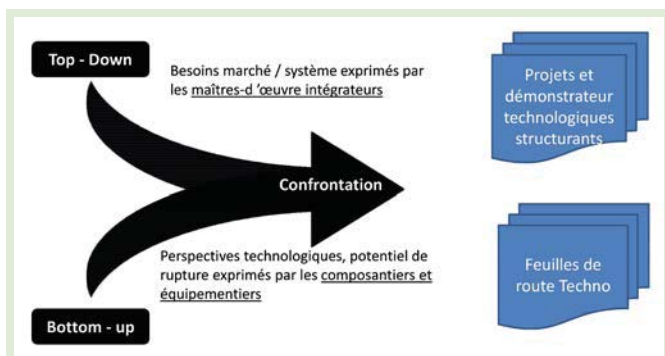 Top - Down
Besoins marché / système exprimés par
les maîtres-d 'œuvre intégrateurs
Confrontation
Perspectives technologiques, potentiel de
rupture exprimés par les composantiers et
équipementiers
Bottom - up
Projets et
démonstrateur
technologiques
structurants
Feuilles de
route Techno